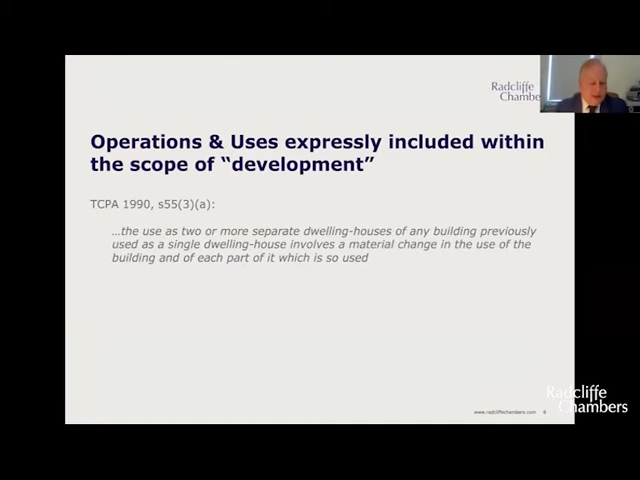 Radcliffe
Chambe
Operations & Uses expressly included within
the scope of “development”
TCPA 1990, s55(3)(a):
…the use as two or more separate dwelling-houses of any building previously
used as a single dwelling-house involves a material change in the use of the
building and of each part of it which is so used
Radcliffe
Chambers
www.radcliffechambers.com 8